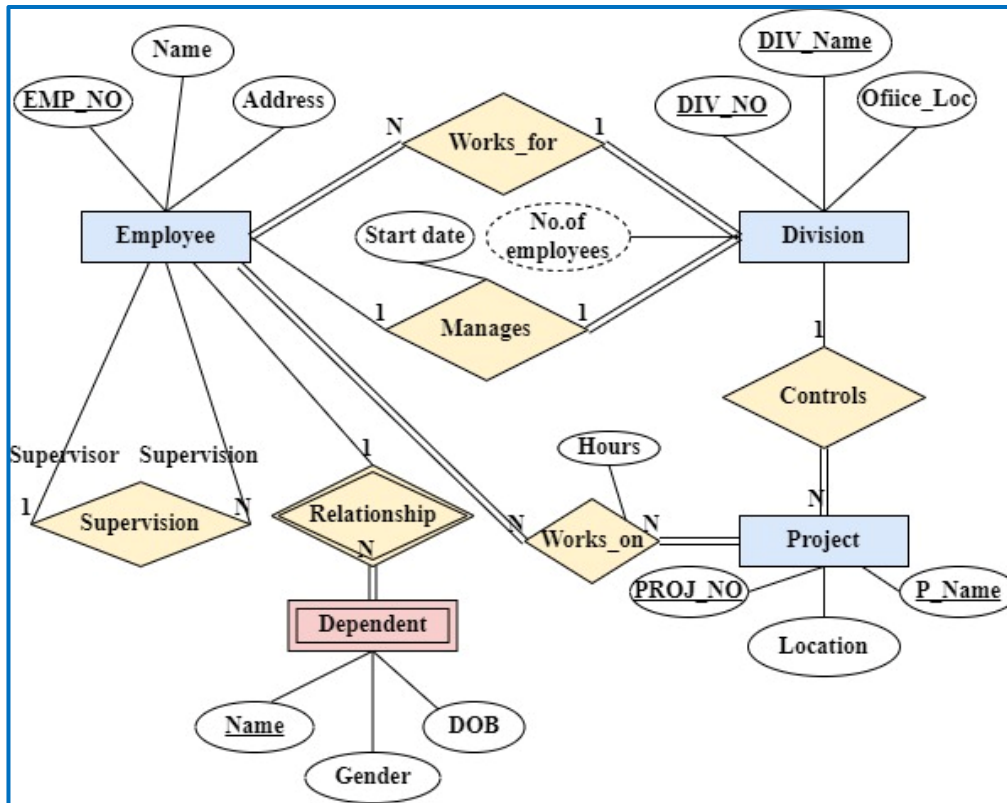 DIV_Name
Name
EMP_NO
Address
DIV_NO
Ofiice_Loc
N
1
Works_for
Employee
Start date
No.of
employees
Division
1
1
Manages
1
Controls
Supervisor
Supervision
1
Hours
1
N
Supervision
Relationship
N
N
N
N
Works_on
Project
PROJ_NO
P_Name
Dependent
Location
Name
DOB
Gender